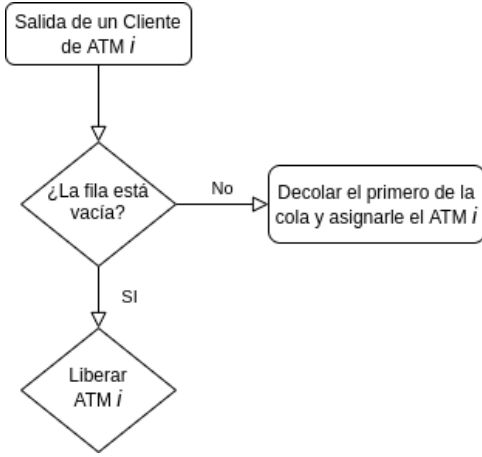 Salida de un Cliente
de ATM i
¿La fila está
vacía?
No
Decolar el primero de la
cola y asignarle el ATM i
SI
Liberar
ATM i